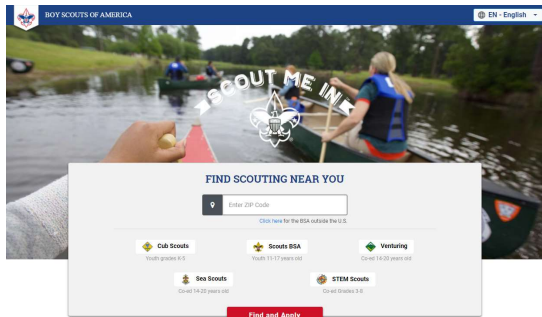 BOY SCOUTS OF AMERICA
EN - English
SCOUT ME IN
FIND SCOUTING NEAR YOU
Enter ZIP Code
Click here for the BSA outside the U.S.
Cub Scouts
Scouts BSA
Venturing
Youth grades K-5
Youth 11-17 years old
Co-ed 14-20 years old
Sea Scouts
STEM Scouts
Co-ed 14-20 years old
Co-ed Grades 3-8
Find and Apply